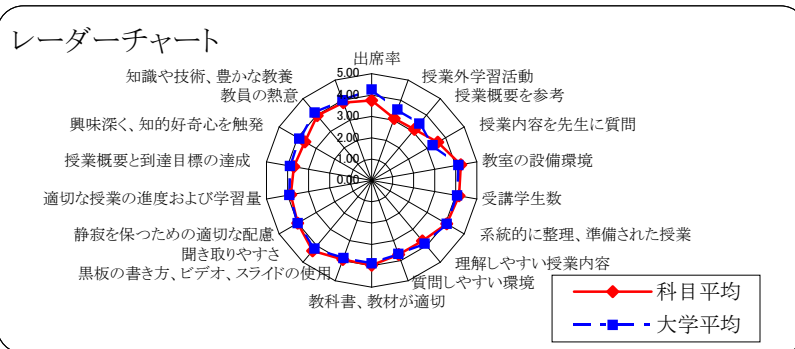 レーダーチャート
出席率
授業外学習活動
授業概要を参考
授業内容を先生に質問
教室の設備環境
受講学生数
系統的に整理、準備された授業
理解しやすい授業内容
質問しやすい環境
教科書、教材が適切
黒板の書き方、ビデオ、スライドの使用
聞き取りやすさ
静寂を保つための適切な配慮
適切な授業の進度および学習量
授業概要と到達目標の達成
興味深く、知的好奇心を触発
教員の熱意
知識や技術、豊かな教養
5.00
4.00
3.00
2.00
1.00
0.00
科目平均
大学平均